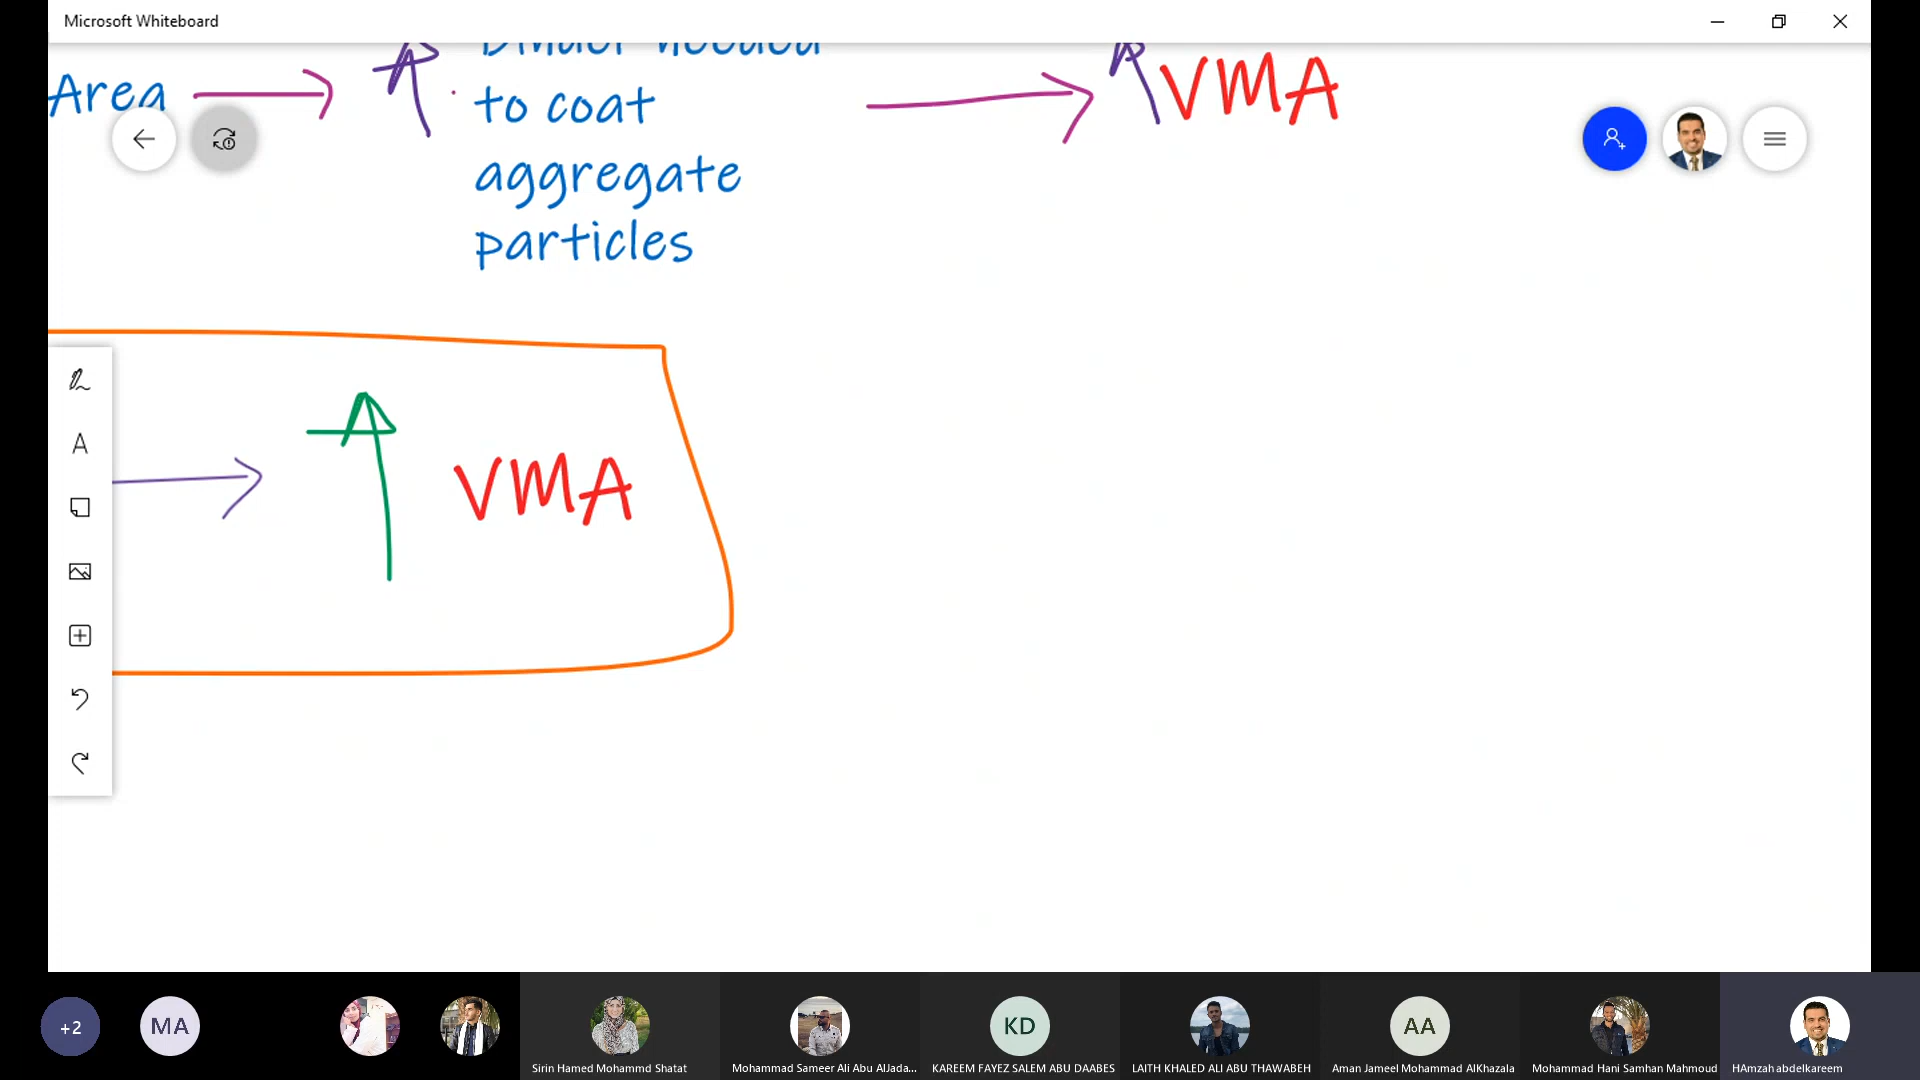 Microsoft Whiteboard
Binder needed
Area
to coat
VMA
aggregate
particles
VMA
+2
MA
KD
AA
Sirin Hamed Mohammd Shatat
Mohammad Sameer Ali Abu AlJada...
KAREEM FAYEZ SALEM ABU DAABES
LAITH KHALED ALI ABU THAWABEH
Aman Jameel Mohammad AlKhazala
Mohammad Hani Samhan Mahmoud
HAmzah abdelkareem